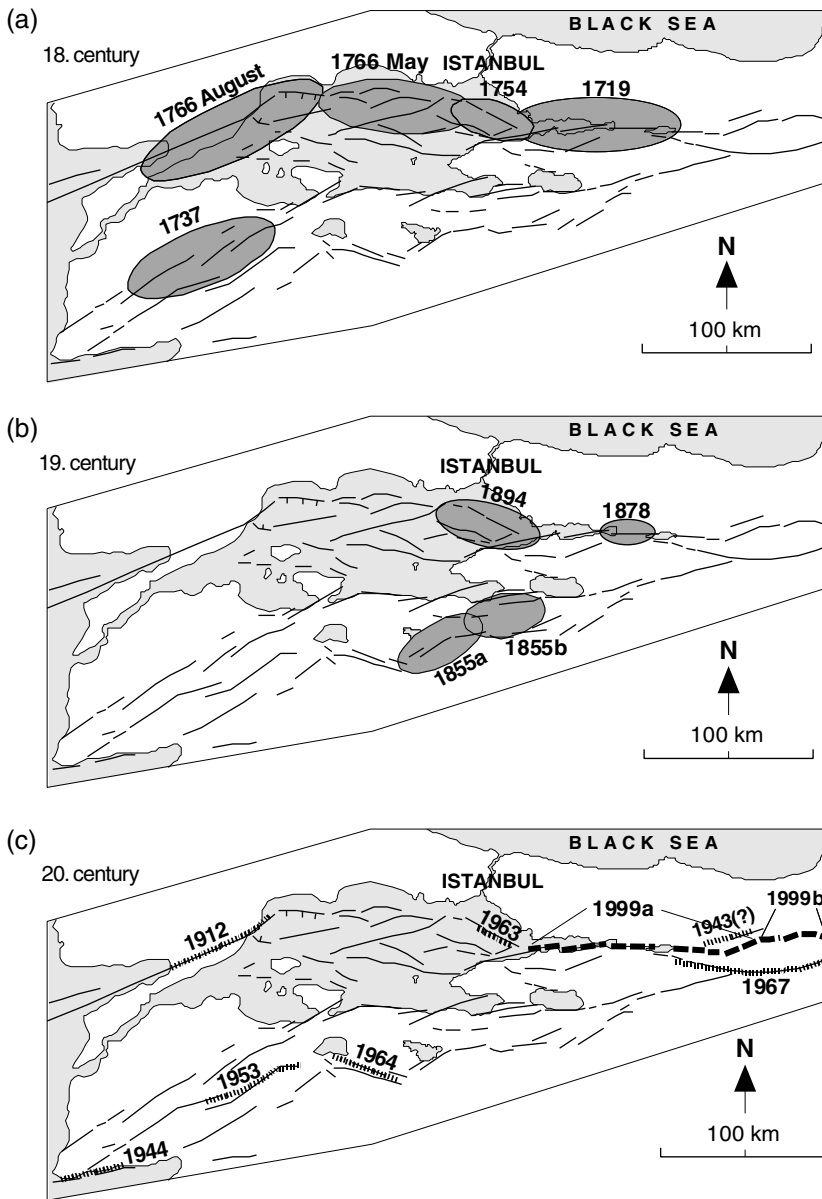 (a)
BLACK SEA
18. century
1766 May
ISTANBUL
1766 August
1754
1719
1737
N
100 km
(b)
BLACK SEA
19. century
ISTANBUL
1894
1878
1855a
1855b
N
100 km
(c)
BLACK SEA
20. century
ISTANBUL
1912
1963
1999a
1943(?)
1999b
1967
1953
1964
1944
N
100 km